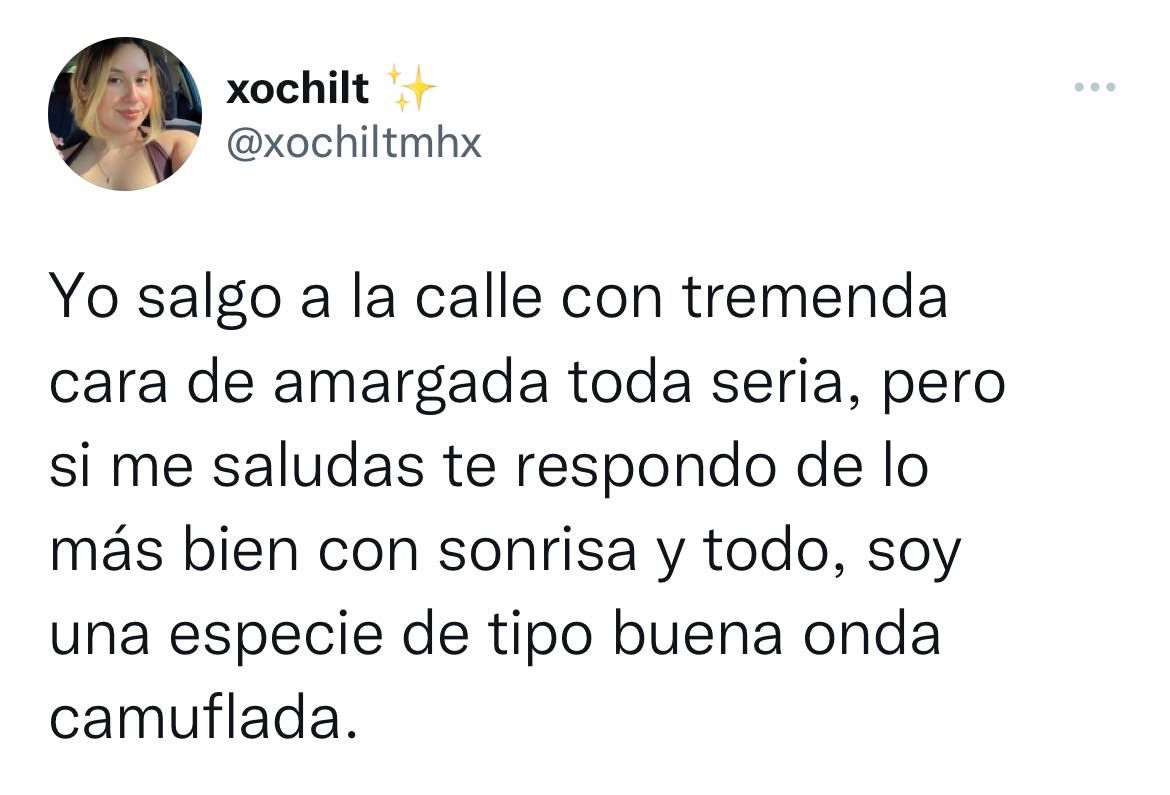 xochilt ✨
@xochiltmhx
Yo salgo a la calle con tremenda
cara de amargada toda seria, pero
si me saludas te respondo de lo
más bien con sonrisa y todo, soy
una especie de tipo buena onda
camuflada.